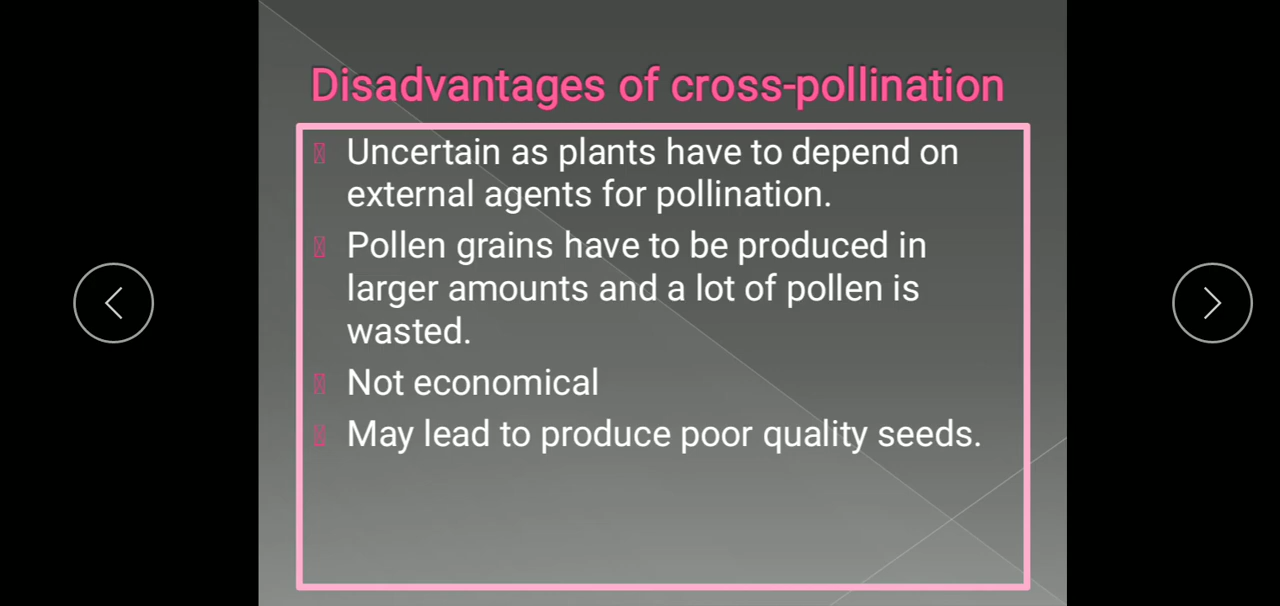 Disadvantages of cross-pollination
Uncertain as plants have to depend on
external agents for pollination.
Pollen grains have to be produced in
larger amounts and a lot of pollen is
wasted.
Not economical
May lead to produce poor quality seeds.